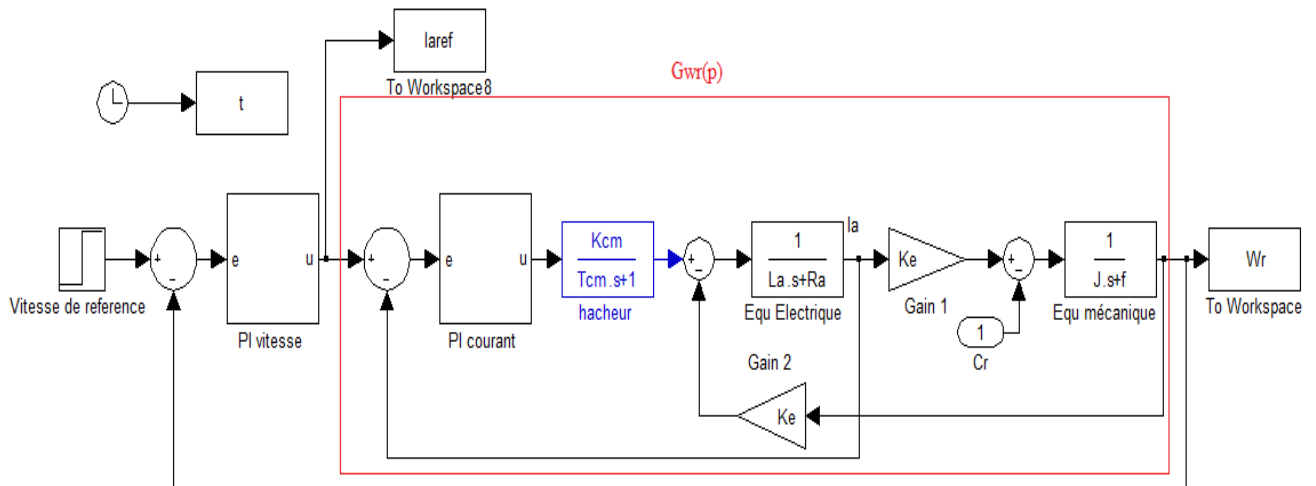 Iaref
To Workspace8
Gwr(p)
t
+
−
Vitesse de reference
e
u
PI vitesse
+
−
e
u
PI courant
Kcm
Tcm.s+1
hacheur
+
−
1
La.s+Ra
Equ Electrique
Ia
Ke
Gain 1
+
−
1
Cr
1
J.s+f
Equ mécanique
Wr
To Workspace
Gain 2
Ke